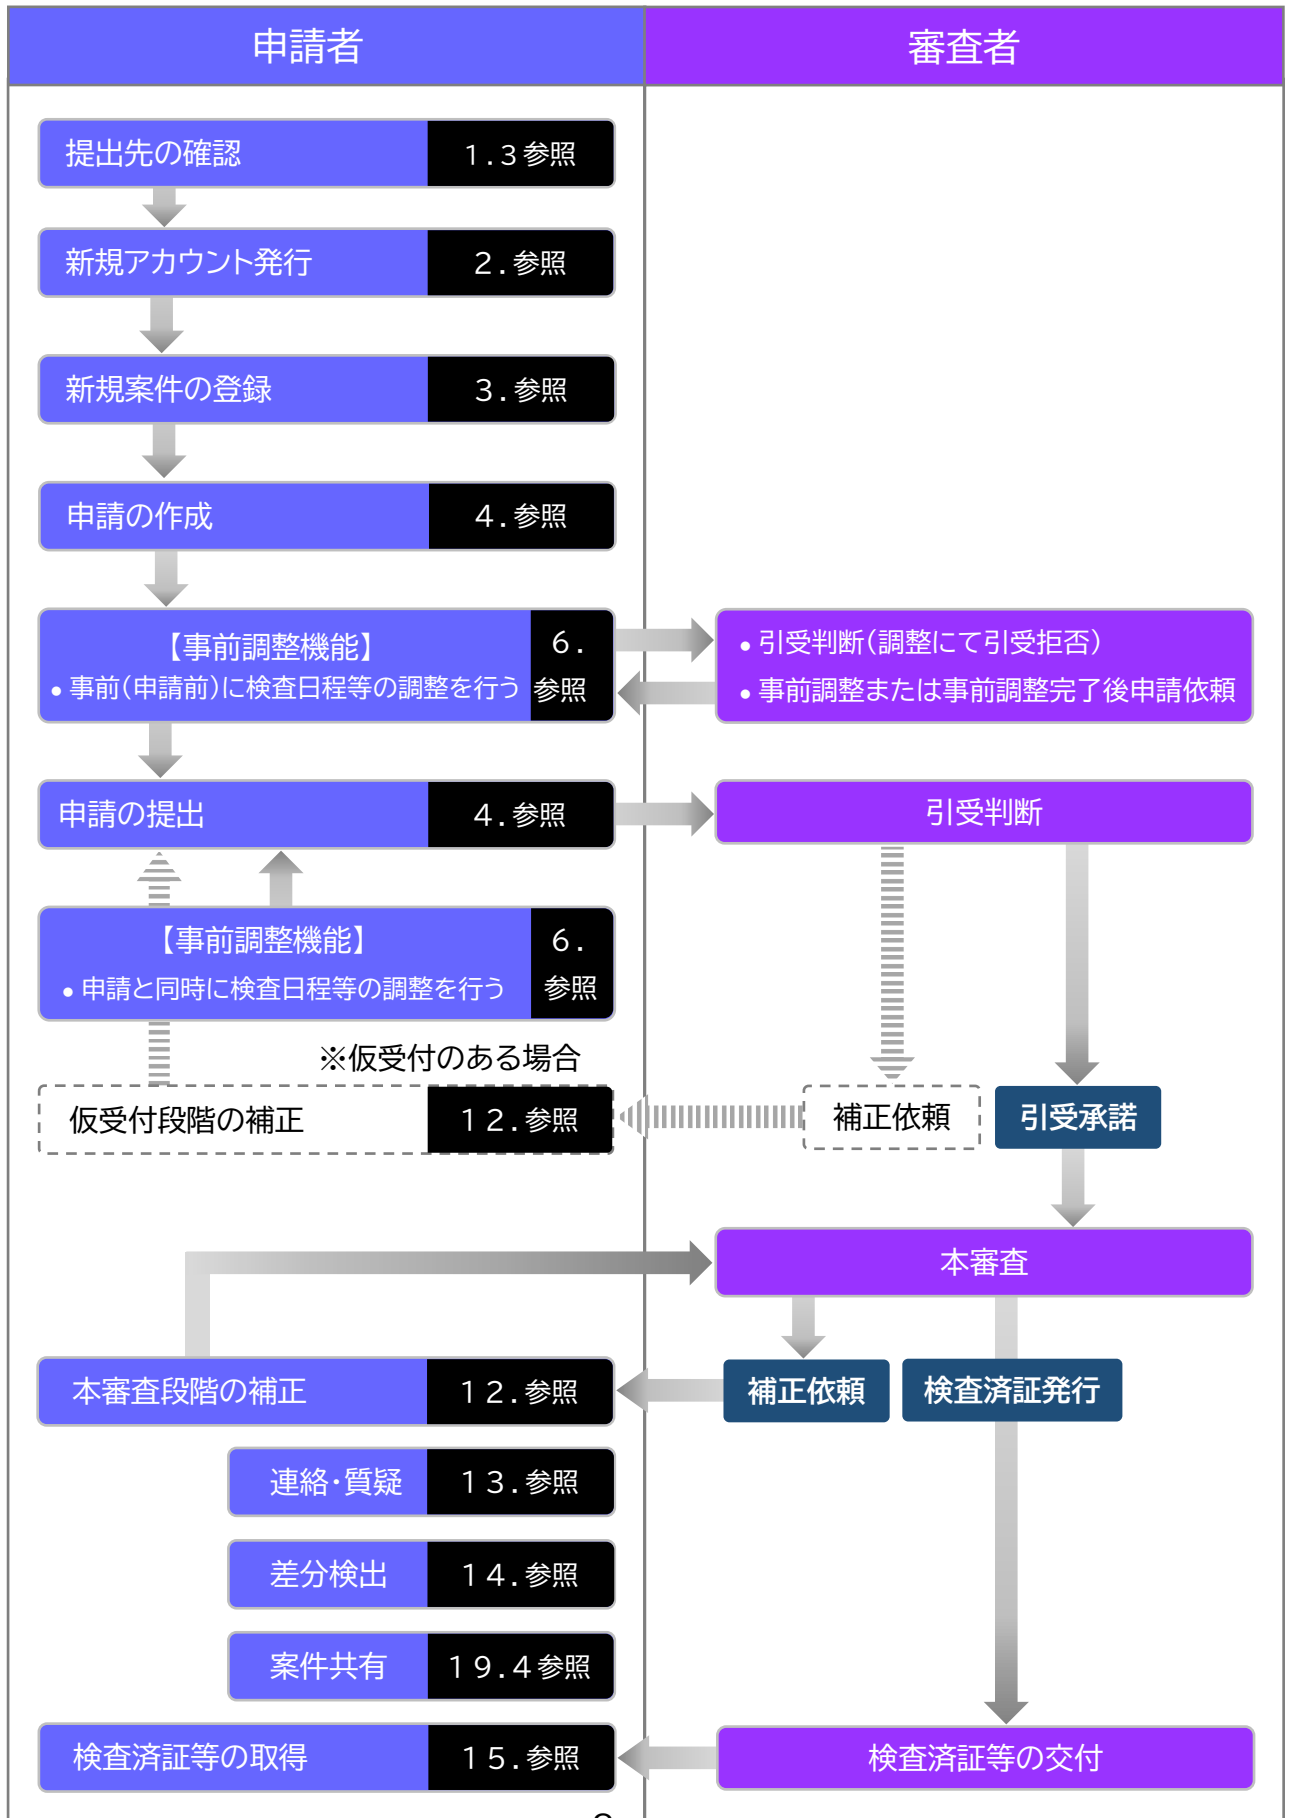 申請者
審査者
提出先の確認 1.3参照
新規アカウント発行 2.参照
新規案件の登録 3.参照
申請の作成 4.参照
【事前調整機能】
• 事前(申請前)に検査日程等の調整を行う
6.
参照
• 引受判断(調整にて引受拒否)
• 事前調整または事前調整完了後申請依頼
申請の提出 4.参照
引受判断
【事前調整機能】
• 申請と同時に検査日程等の調整を行う
6.
参照
※仮受付のある場合
仮受付段階の補正 12.参照
補正依頼
引受承諾
本審査
本審査段階の補正 12.参照
補正依頼
検査済証発行
連絡・質疑 13.参照
差分検出 14.参照
案件共有 19.4参照
検査済証等の取得 15.参照
検査済証等の交付